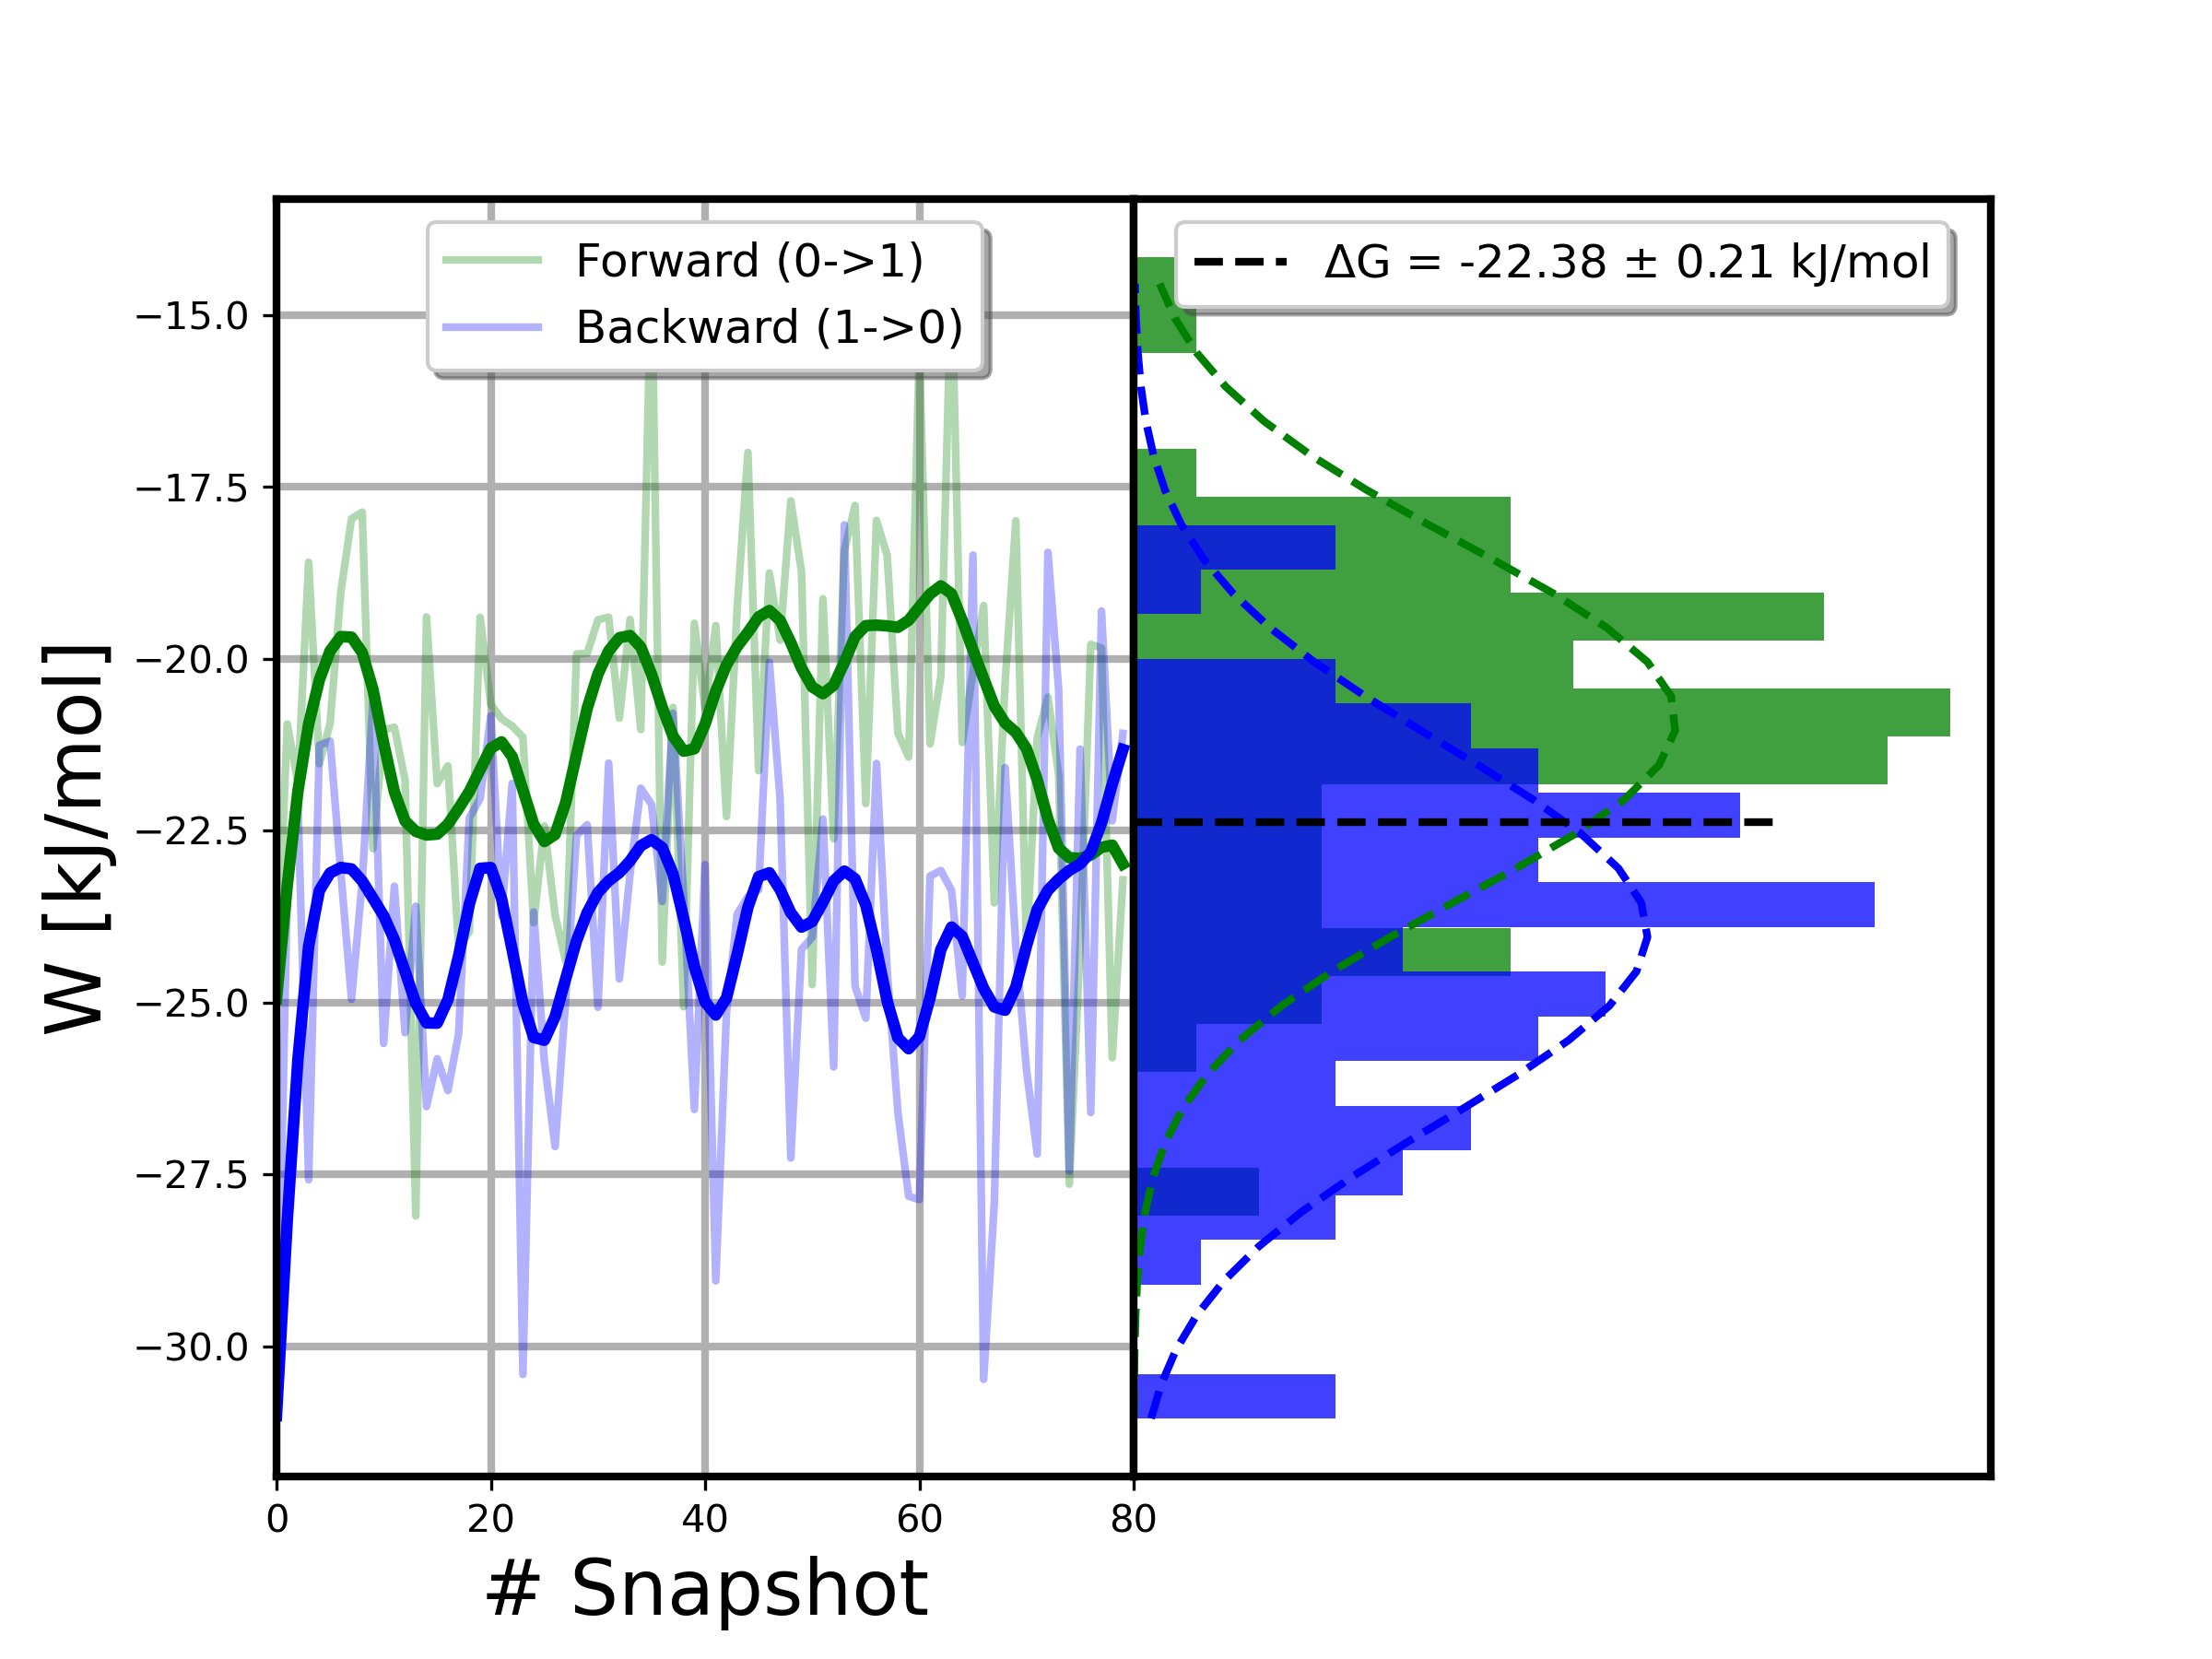 Forward (0->1)
Backward (1->0)
ΔG = -22.38 ± 0.21 kJ/mol
W [kJ/mol]
−15.0
−17.5
−20.0
−22.5
−25.0
−27.5
−30.0
0 20 40 60 80
# Snapshot